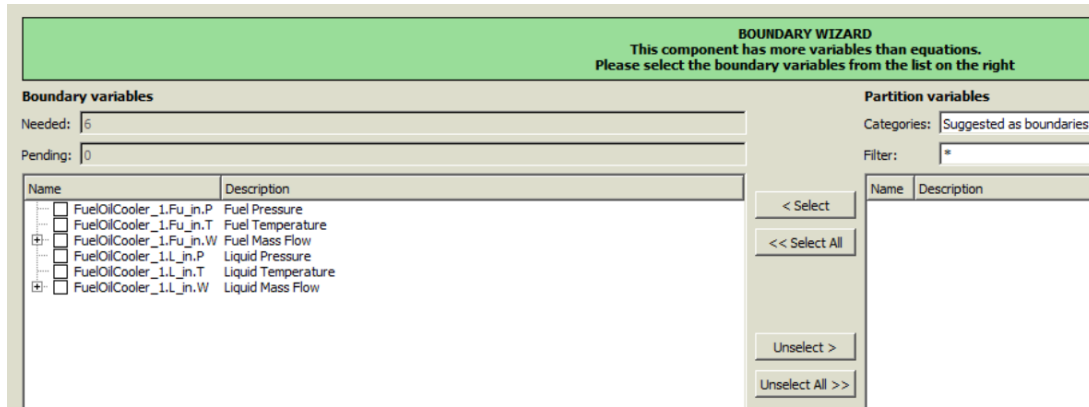 BOUNDARY WIZARD
This component has more variables than equations.
Please select the boundary variables from the list on the right
Boundary variables
Needed: 6
Pending: 0
Name Description
FuelOilCooler_1.Fu_in.P Fuel Pressure
FuelOilCooler_1.Fu_in.T Fuel Temperature
FuelOilCooler_1.Fu_in.W Fuel Mass Flow
FuelOilCooler_1.L_in.P Liquid Pressure
FuelOilCooler_1.L_in.T Liquid Temperature
FuelOilCooler_1.L_in.W Liquid Mass Flow
< Select
<< Select All
Unselect >
Unselect All >>
Partition variables
Categories: Suggested as boundaries
Filter: *
Name Description